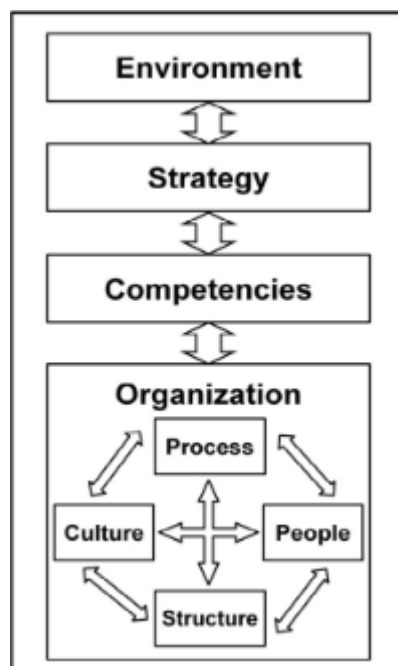 Environment
Strategy
Competencies
Organization
Process
Culture
People
Structure